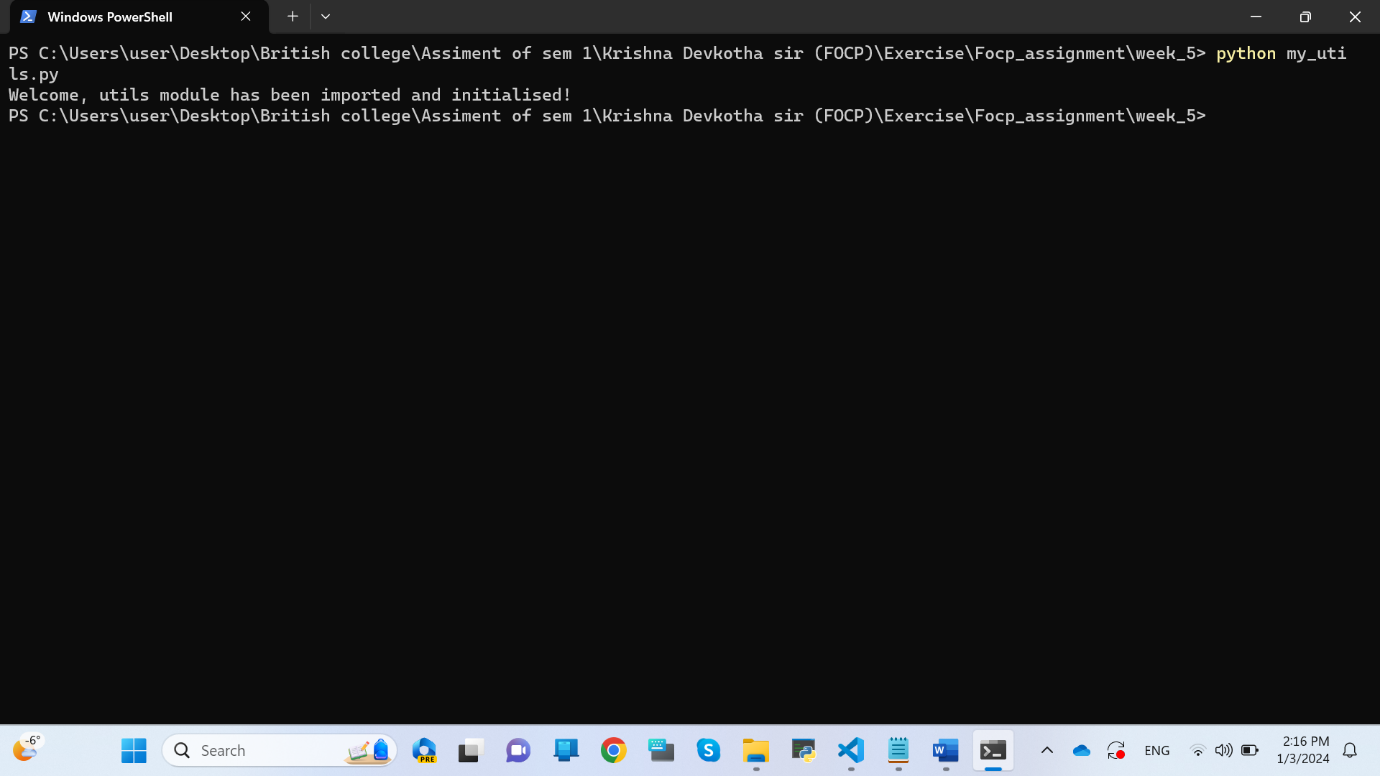 Windows PowerShell
PS C:\Users\user\Desktop\British college\Assiment of sem 1\Krishna Devkotha sir (FOCP)\Exercise\Focp_assignment\week_5> python my_uti
ls.py
Welcome, utils module has been imported and initialised!
PS C:\Users\user\Desktop\British college\Assiment of sem 1\Krishna Devkotha sir (FOCP)\Exercise\Focp_assignment\week_5>
-6°
Search
PRE
S
W
ENG
2:16 PM
1/3/2024